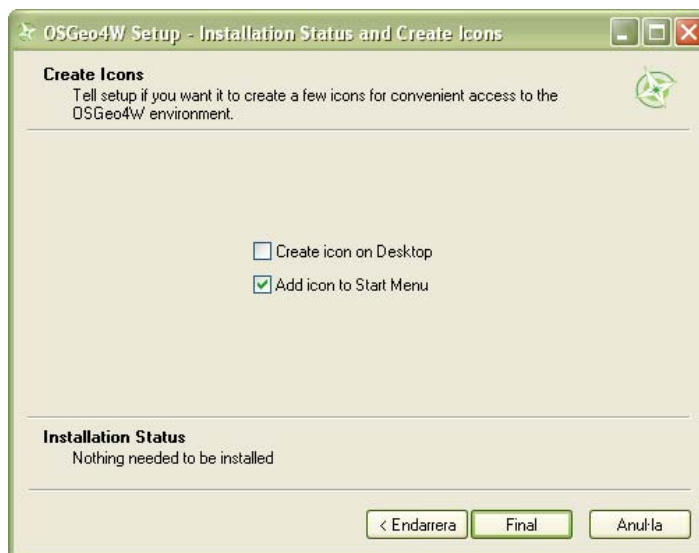 OSGeo4W Setup - Installation Status and Create Icons
Create Icons
Tell setup if you want it to create a few icons for convenient access to the
OSGeo4W environment.
Create icon on Desktop
Add icon to Start Menu
Installation Status
Nothing needed to be installed
< Endarrera
Final
Anul·la